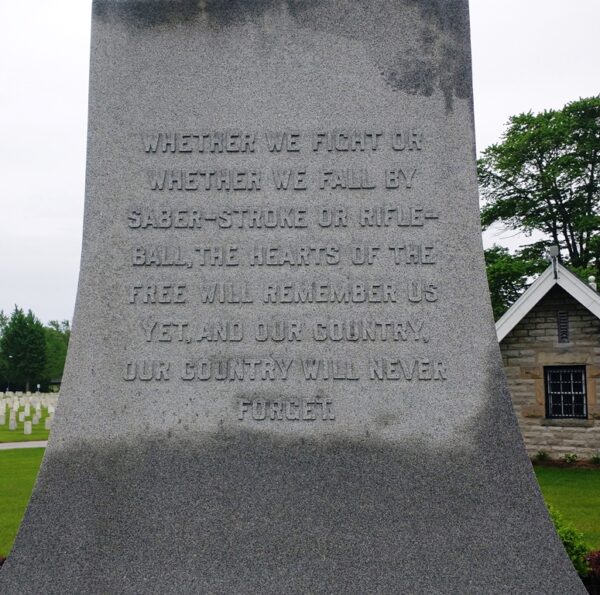 WHETHER WE FIGHT OR
WHETHER WE FALL BY
SABER-STROKE OR RIFLE-
BALL, THE HEARTS OF THE
FREE WILL REMEMBER US
YET, AND OUR COUNTRY,
OUR COUNTRY WILL NEVER
FORGET.